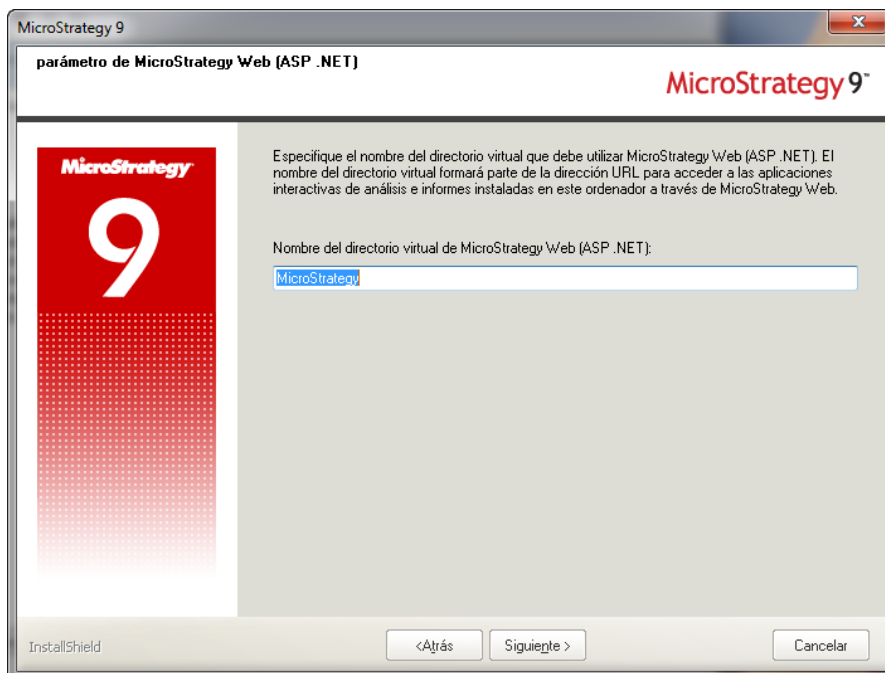 MicroStrategy 9
parámetro de MicroStrategy Web (ASP .NET)
MicroStrategy 9™
MicroStrategy
9
Especifique el nombre del directorio virtual que debe utilizar MicroStrategy Web (ASP .NET). El
nombre del directorio virtual formará parte de la dirección URL para acceder a las aplicaciones
interactivas de análisis e informes instaladas en este ordenador a través de MicroStrategy Web.
Nombre del directorio virtual de MicroStrategy Web (ASP .NET):
MicroStrategy
InstallShield
<Atrás
Siguiente >
Cancelar